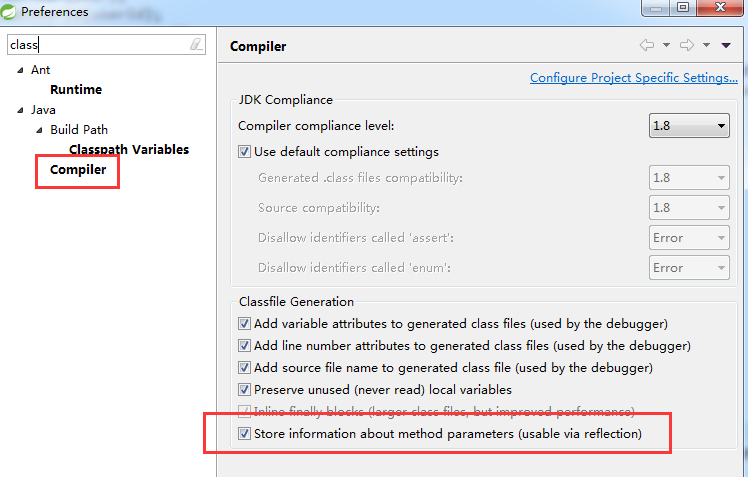 Preferences
class
Ant
Runtime
Java
Build Path
Classpath Variables
Compiler
Compiler
Configure Project Specific Settings...
JDK Compliance
Compiler compliance level: 1.8
Use default compliance settings
Generated .class files compatibility: 1.8
Source compatibility: 1.8
Disallow identifiers called 'assert': Error
Disallow identifiers called 'enum': Error
Classfile Generation
Add variable attributes to generated class files (used by the debugger)
Add line number attributes to generated class files (used by the debugger)
Add source file name to generated class file (used by the debugger)
Preserve unused (never read) local variables
Inline finally blocks (larger class files, but improved performance)
Store information about method parameters (usable via reflection)